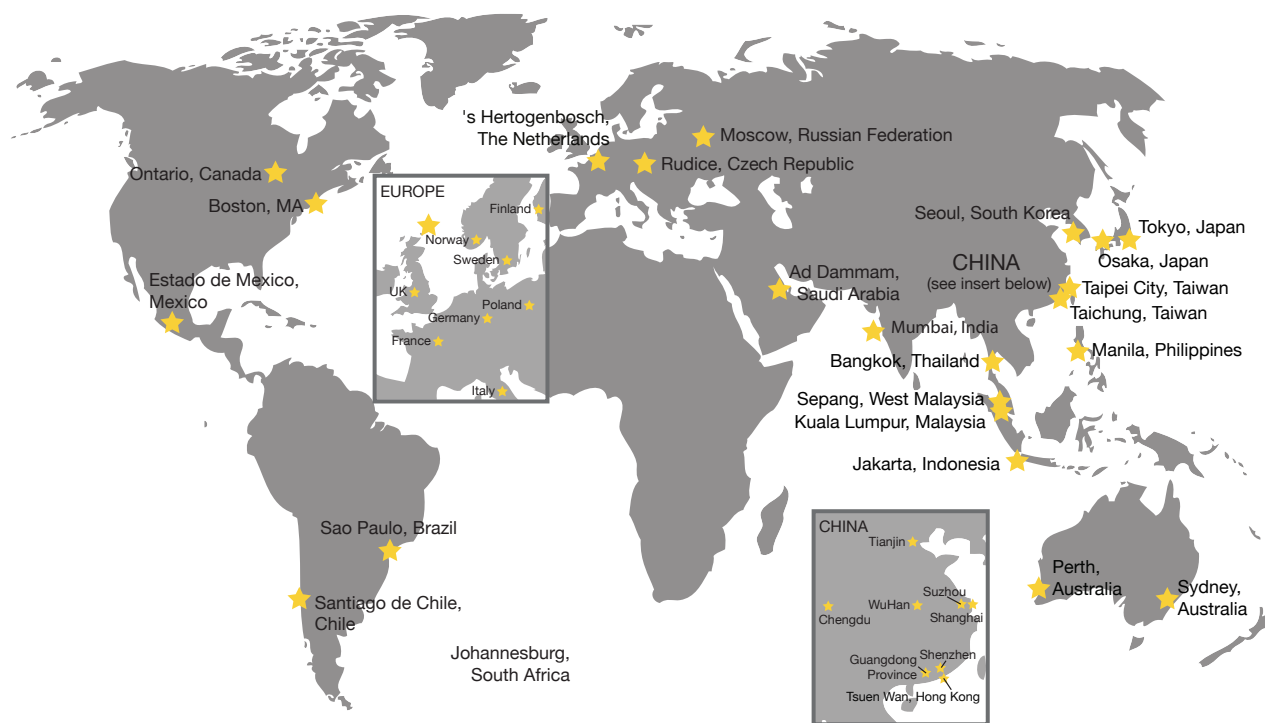 's Hertogenbosch,
The Netherlands
Moscow, Russian Federation
Rudice, Czech Republic
Ontario, Canada
Boston, MA
EUROPE
Finland
Norway
Sweden
UK
Poland
Germany
France
Italy
Seoul, South Korea
Tokyo, Japan
Osaka, Japan
CHINA
(see insert below)
Ad Dammam,
Saudi Arabia
Taipei City, Taiwan
Taichung, Taiwan
Estado de Mexico,
Mexico
Mumbai, India
Bangkok, Thailand
Manila, Philippines
Sepang, West Malaysia
Kuala Lumpur, Malaysia
Jakarta, Indonesia
Sao Paulo, Brazil
Santiago de Chile,
Chile
Johannesburg,
South Africa
CHINA
Tianjin
Suzhou
WuHan
Chengdu
Shanghai
Shenzhen
Guangdong
Province
Tsuen Wan, Hong Kong
Perth,
Australia
Sydney,
Australia